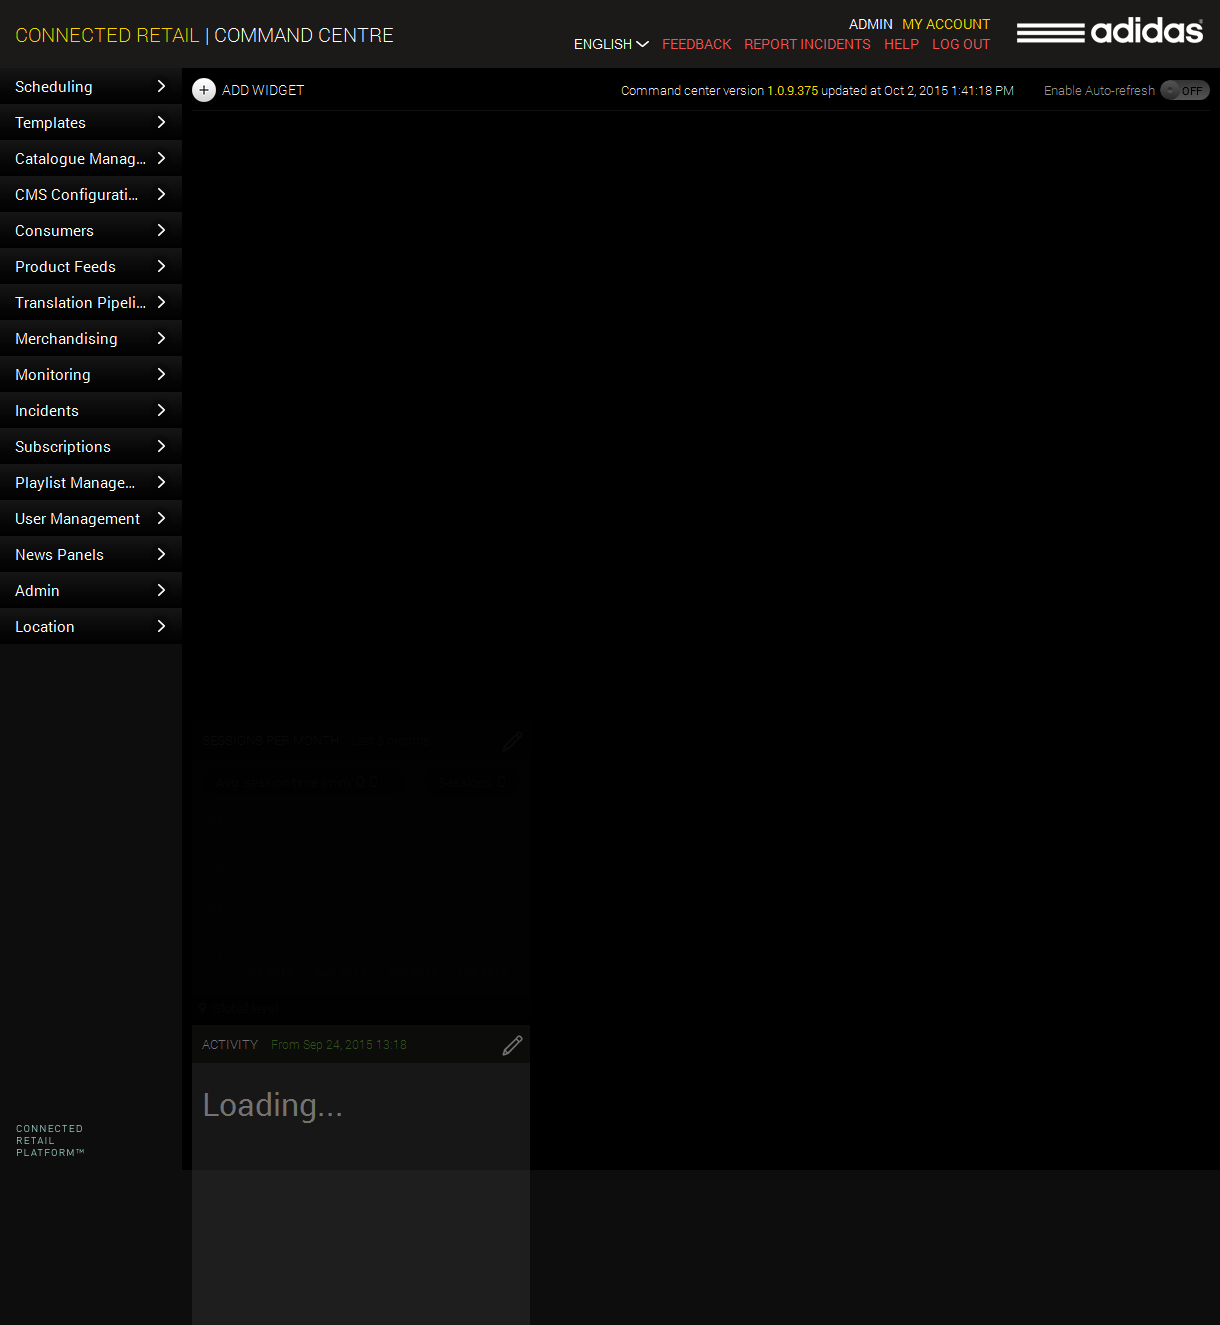 CONNECTED RETAIL | COMMAND CENTRE
ADMIN MY ACCOUNT
ENGLISH FEEDBACK REPORT INCIDENTS HELP LOG OUT
adidas
Scheduling
Templates
Catalogue Manag...
CMS Configurati...
Consumers
Product Feeds
Translation Pipeli...
Merchandising
Monitoring
Incidents
Subscriptions
Playlist Manage...
User Management
News Panels
Admin
Location
ADD WIDGET
Command center version 1.0.9.375 updated at Oct 2, 2015 1:41:18 PM
Enable Auto-refresh OFF
SESSIONS PER MONTH
ACTIVITY From Sep 24, 2015 13:18
Loading...
CONNECTED
RETAIL
PLATFORM™